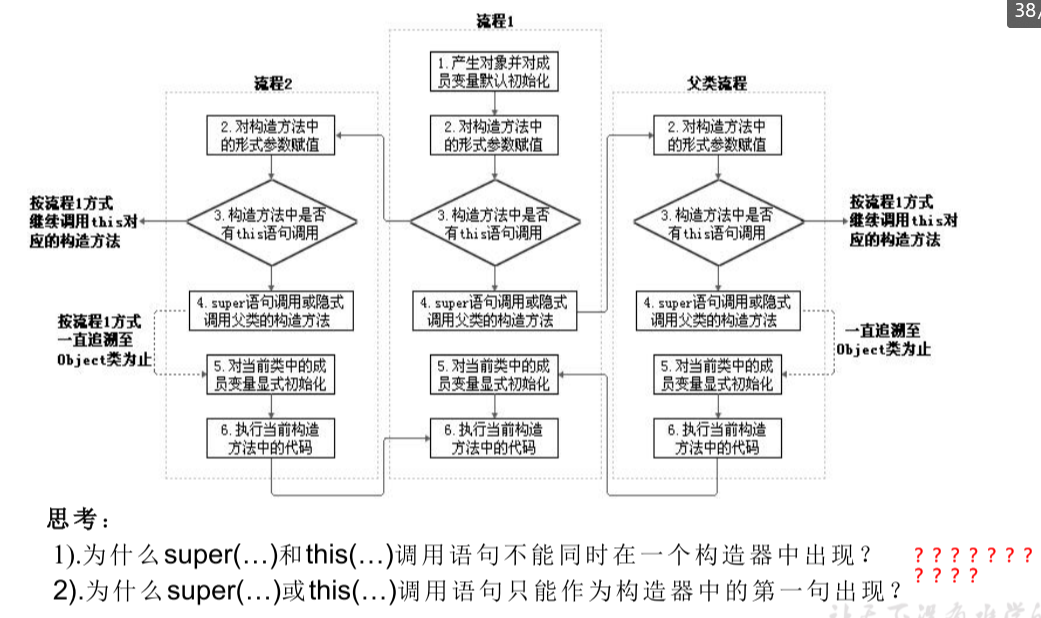 38/
流程1
1.产生对象并对成
员变量默认初始化
2.对构造方法中
的形式参数赋值
3.构造方法中是否
有this语句调用
4.super语句调用或隐式
调用父类的构造方法
5.对当前类中的成
员变量显式初始化
6.执行当前构造
方法中的代码
流程2
2.对构造方法中
的形式参数赋值
3.构造方法中是否
有this语句调用
4.super语句调用或隐式
调用父类的构造方法
5.对当前类中的成
员变量显式初始化
6.执行当前构造
方法中的代码
按流程1方式
继续调用this对
应的构造方法
按流程1方式
一直追溯至
Object类为止
父类流程
2.对构造方法中
的形式参数赋值
3.构造方法中是否
有this语句调用
4.super语句调用或隐式
调用父类的构造方法
5.对当前类中的成
员变量显式初始化
6.执行当前构造
方法中的代码
按流程1方式
继续调用this对
应的构造方法
一直追溯至
Object类为止
思考：
1).为什么super(…)和this(…)调用语句不能同时在一个构造器中出现？
2).为什么super(…)或this(…)调用语句只能作为构造器中的第一句出现？
？？？？？？？
？？？？